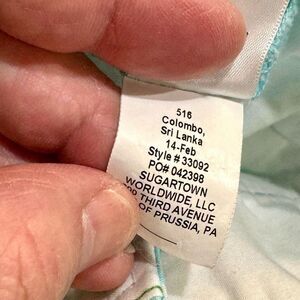 516
Colombo,
Sri Lanka
14-Feb
Style # 33092
PO# 042398
SUGARTOWN
WORLDWIDE, LLC
THIRD AVENUE
OF PRUSSIA, PA